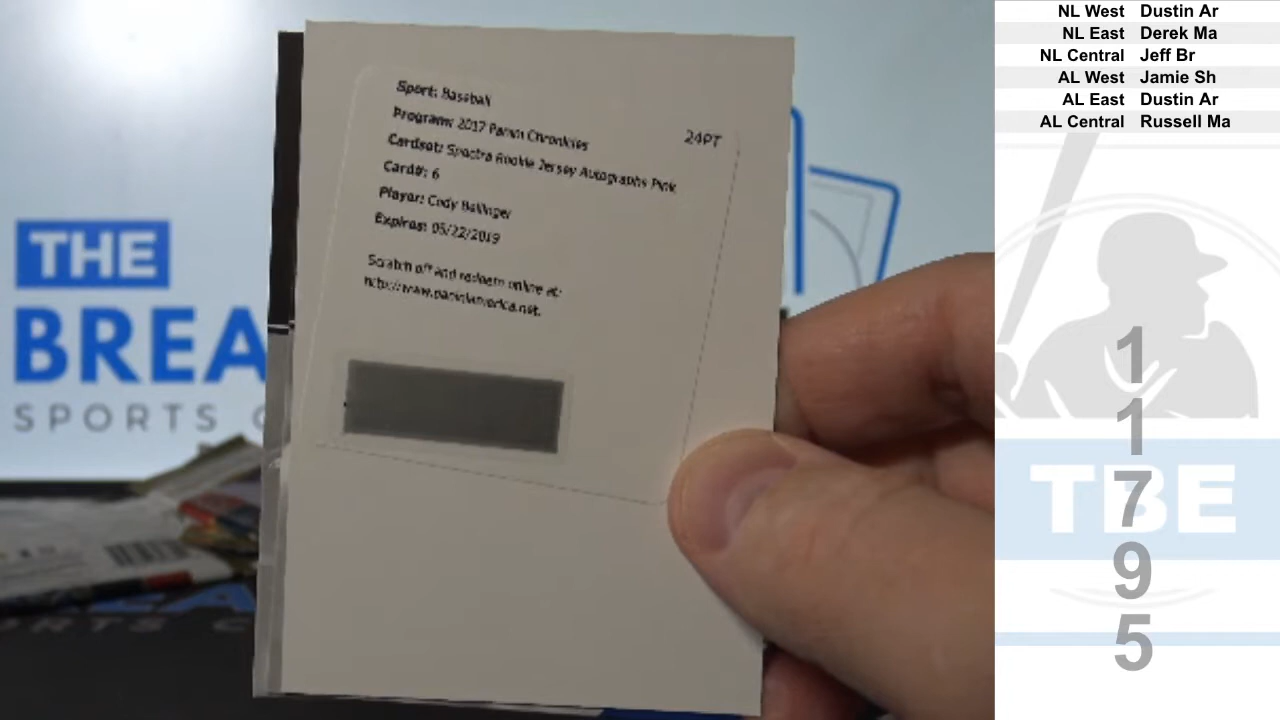 Sport: Baseball
Program: 2017 Panini Chronicles
24PT
Cardset: Spectra Rookie Jersey Autographs Pink
Card#: 6
Player: Cody Bellinger
Expires: 05/22/2019
Scratch off and redeem online at:
http://www.paniniamerica.net.
THE
BREA
SPORTS C
RTS C
NL West Dustin Ar
NL East Derek Ma
NL Central Jeff Br
AL West Jamie Sh
AL East Dustin Ar
AL Central Russell Ma
TBE
1
1
7
9
5